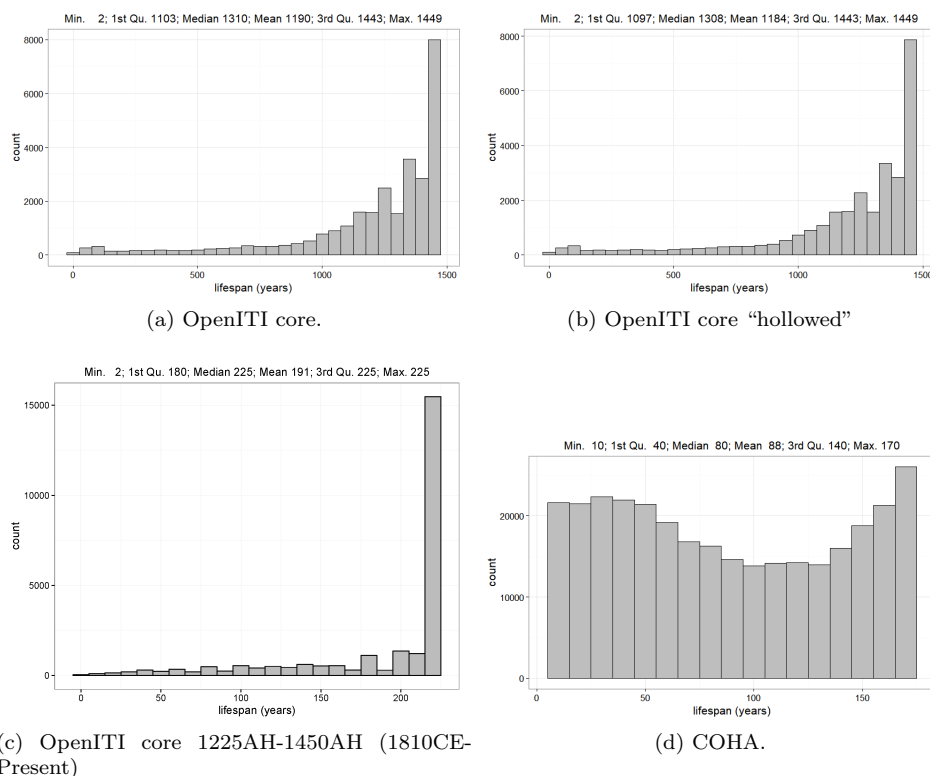 Min. 2; 1st Qu. 1103; Median 1310; Mean 1190; 3rd Qu. 1443; Max. 1449
8000
6000
4000
2000
0
count
0 500 1000 1500
lifespan (years)
(a) OpenITI core.
Min. 2; 1st Qu. 1097; Median 1308; Mean 1184; 3rd Qu. 1443; Max. 1449
8000
6000
4000
2000
0
count
0 500 1000 1500
lifespan (years)
(b) OpenITI core “hollowed”
Min. 2; 1st Qu. 180; Median 225; Mean 191; 3rd Qu. 225; Max. 225
15000
10000
5000
0
count
0 50 100 150 200
lifespan (years)
(c) OpenITI core 1225AH-1450AH (1810CE-
Present)
Min. 10; 1st Qu. 40; Median 80; Mean 88; 3rd Qu. 140; Max. 170
20000
10000
0
count
0 50 100 150
lifespan (years)
(d) COHA.